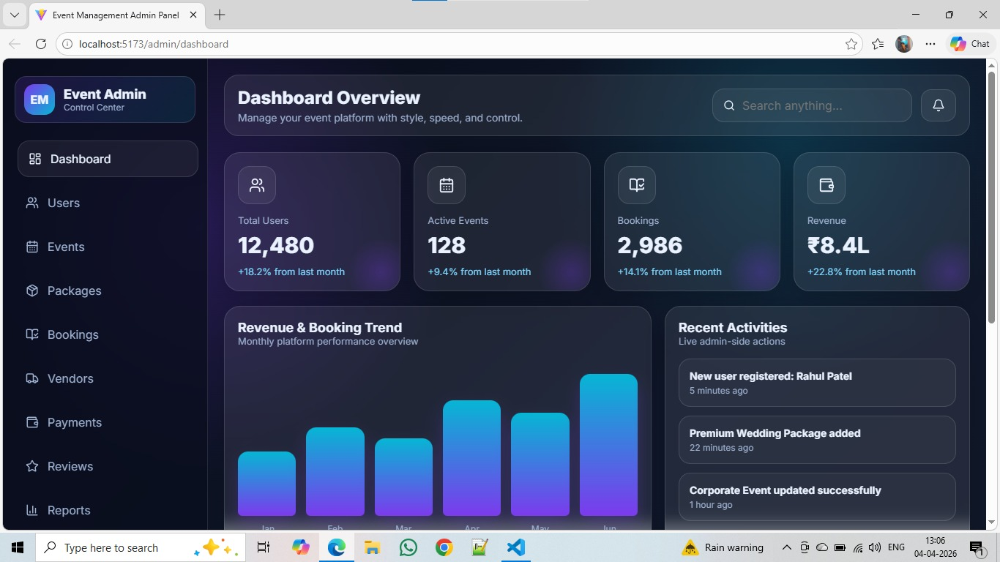 Event Management Admin Panel
localhost:5173/admin/dashboard
Chat
EM
Event Admin
Control Center
Dashboard
Users
Events
Packages
Bookings
Vendors
Payments
Reviews
Reports
Dashboard Overview
Manage your event platform with style, speed, and control.
Search anything...
Total Users
12,480
+18.2% from last month
Active Events
128
+9.4% from last month
Bookings
2,986
+14.1% from last month
Revenue
₹8.4L
+22.8% from last month
Revenue & Booking Trend
Monthly platform performance overview
Jan Feb Mar Apr May Jun
Recent Activities
Live admin-side actions
New user registered: Rahul Patel
5 minutes ago
Premium Wedding Package added
22 minutes ago
Corporate Event updated successfully
1 hour ago
Type here to search
Rain warning
ENG
13:06
04-04-2026
1